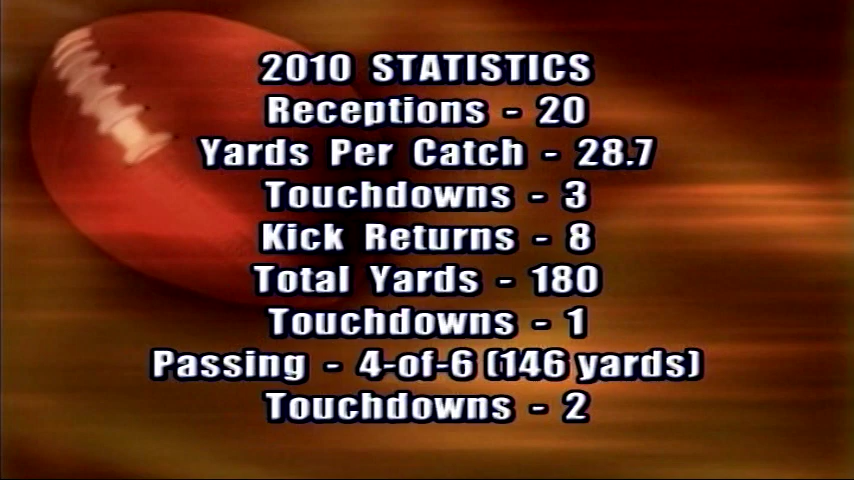 2010 STATISTICS
Receptions - 20
Yards Per Catch - 28.7
Touchdowns - 3
Kick Returns - 8
Total Yards - 180
Touchdowns - 1
Passing - 4-of-6 (146 yards)
Touchdowns - 2